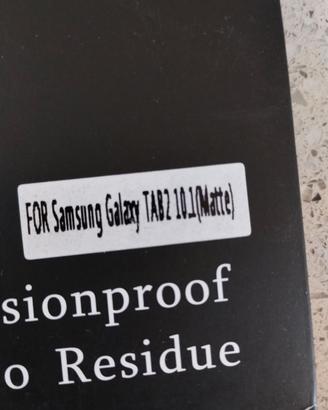 FOR Samsung Galaxy TAB2 10.1(Matte)
sionproof
o Residue